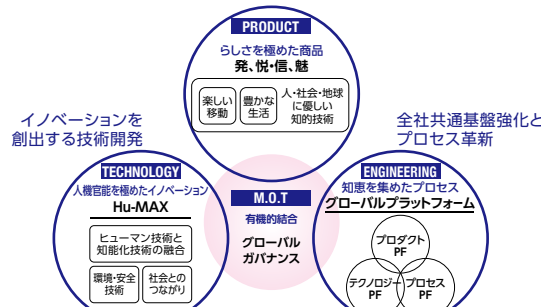 PRODUCT
らしさを極めた商品
発、悦・信、魅
楽しい
移動
豊かな
生活
人・社会・地球
に優しい
知的技術
イノベーションを
創出する技術開発
全社共通基盤強化と
プロセス革新
TECHNOLOGY
人機官能を極めたイノベーション
Hu-MAX
ヒューマン技術と
知能化技術の融合
環境・安全
技術
社会との
つながり
M.O.T
有機的結合
グローバル
ガバナンス
ENGINEERING
知恵を集めたプロセス
グローバルプラットフォーム
プロダクト
PF
テクノロジー
PF
プロセス
PF